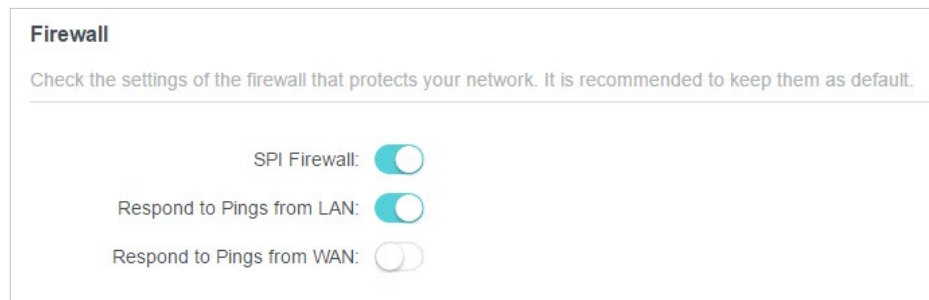 Firewall
Check the settings of the firewall that protects your network. It is recommended to keep them as default.
SPI Firewall:
Respond to Pings from LAN:
Respond to Pings from WAN: